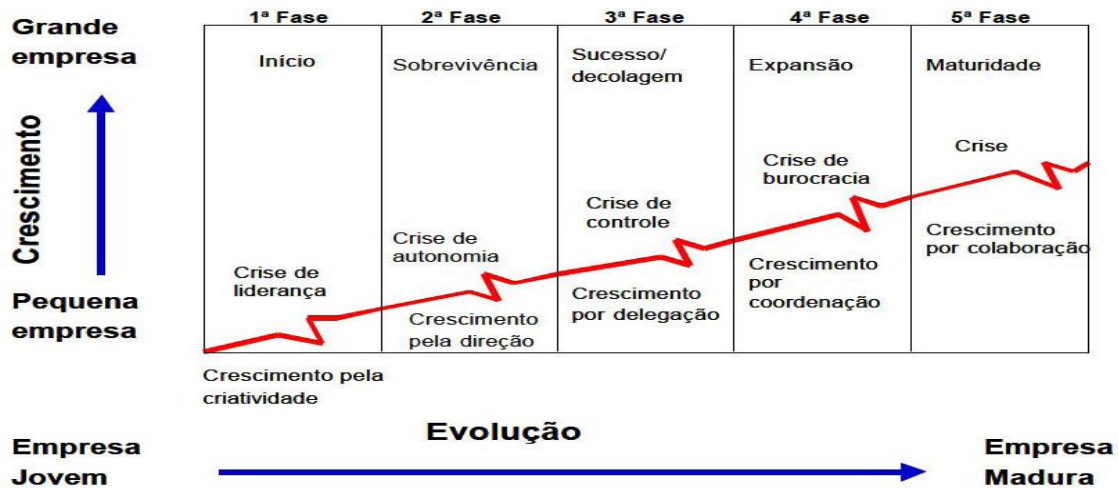 1ª Fase
2ª Fase
3ª Fase
4ª Fase
5ª Fase
Grande
empresa
Início
Sobrevivência
Sucesso/
decolagem
Expansão
Maturidade
Crescimento
Crise de
liderança
Crise de
autonomia
Crise de
controle
Crise de
burocracia
Crise
Pequena
empresa
Crescimento pela
criatividade
Crescimento
pela direção
Crescimento
por delegação
Crescimento
por
coordenação
Crescimento
por colaboração
Evolução
Empresa
Jovem
Empresa
Madura